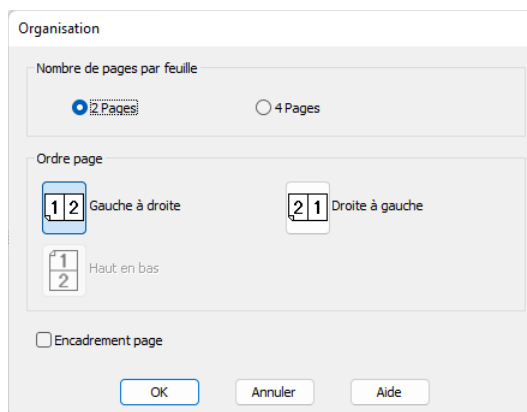 Organisation
Nombre de pages par feuille
2 Pages
4 Pages
Ordre page
1 2 Gauche à droite
2 1 Droite à gauche
1
2
Haut en bas
Encadrement page
OK
Annuler
Aide